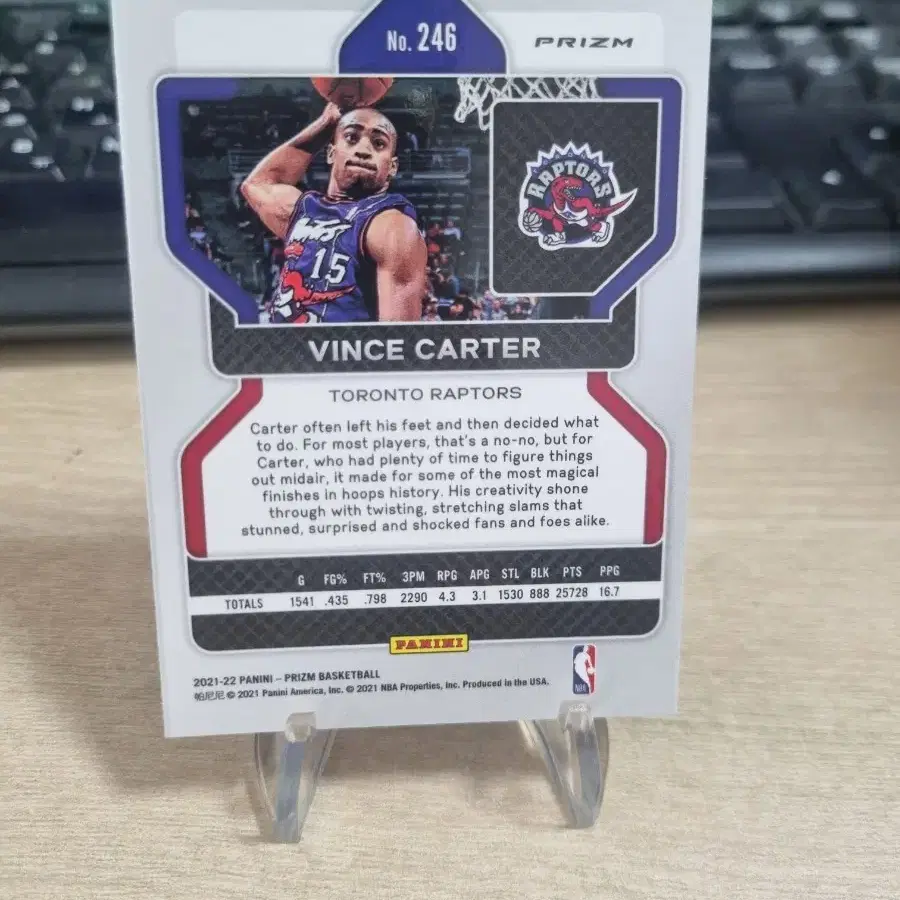 No. 246
PRIZM
RAPTORS
15
VINCE CARTER
TORONTO RAPTORS
Carter often left his feet and then decided what
to do. For most players, that's a no-no, but for
Carter, who had plenty of time to figure things
out midair, it made for some of the most magical
finishes in hoops history. His creativity shone
through with twisting, stretching slams that
stunned, surprised and shocked fans and foes alike.
G FG% FT% 3PM RPG APG STL BLK PTS PPG
TOTALS 1541 .435 .798 2290 4.3 3.1 1530 888 25728 16.7
PANINI
2021-22 PANINI – PRIZM BASKETBALL
帕尼尼 © 2021 Panini America, Inc. © 2021 NBA Properties, Inc. Produced in the USA.
NBA